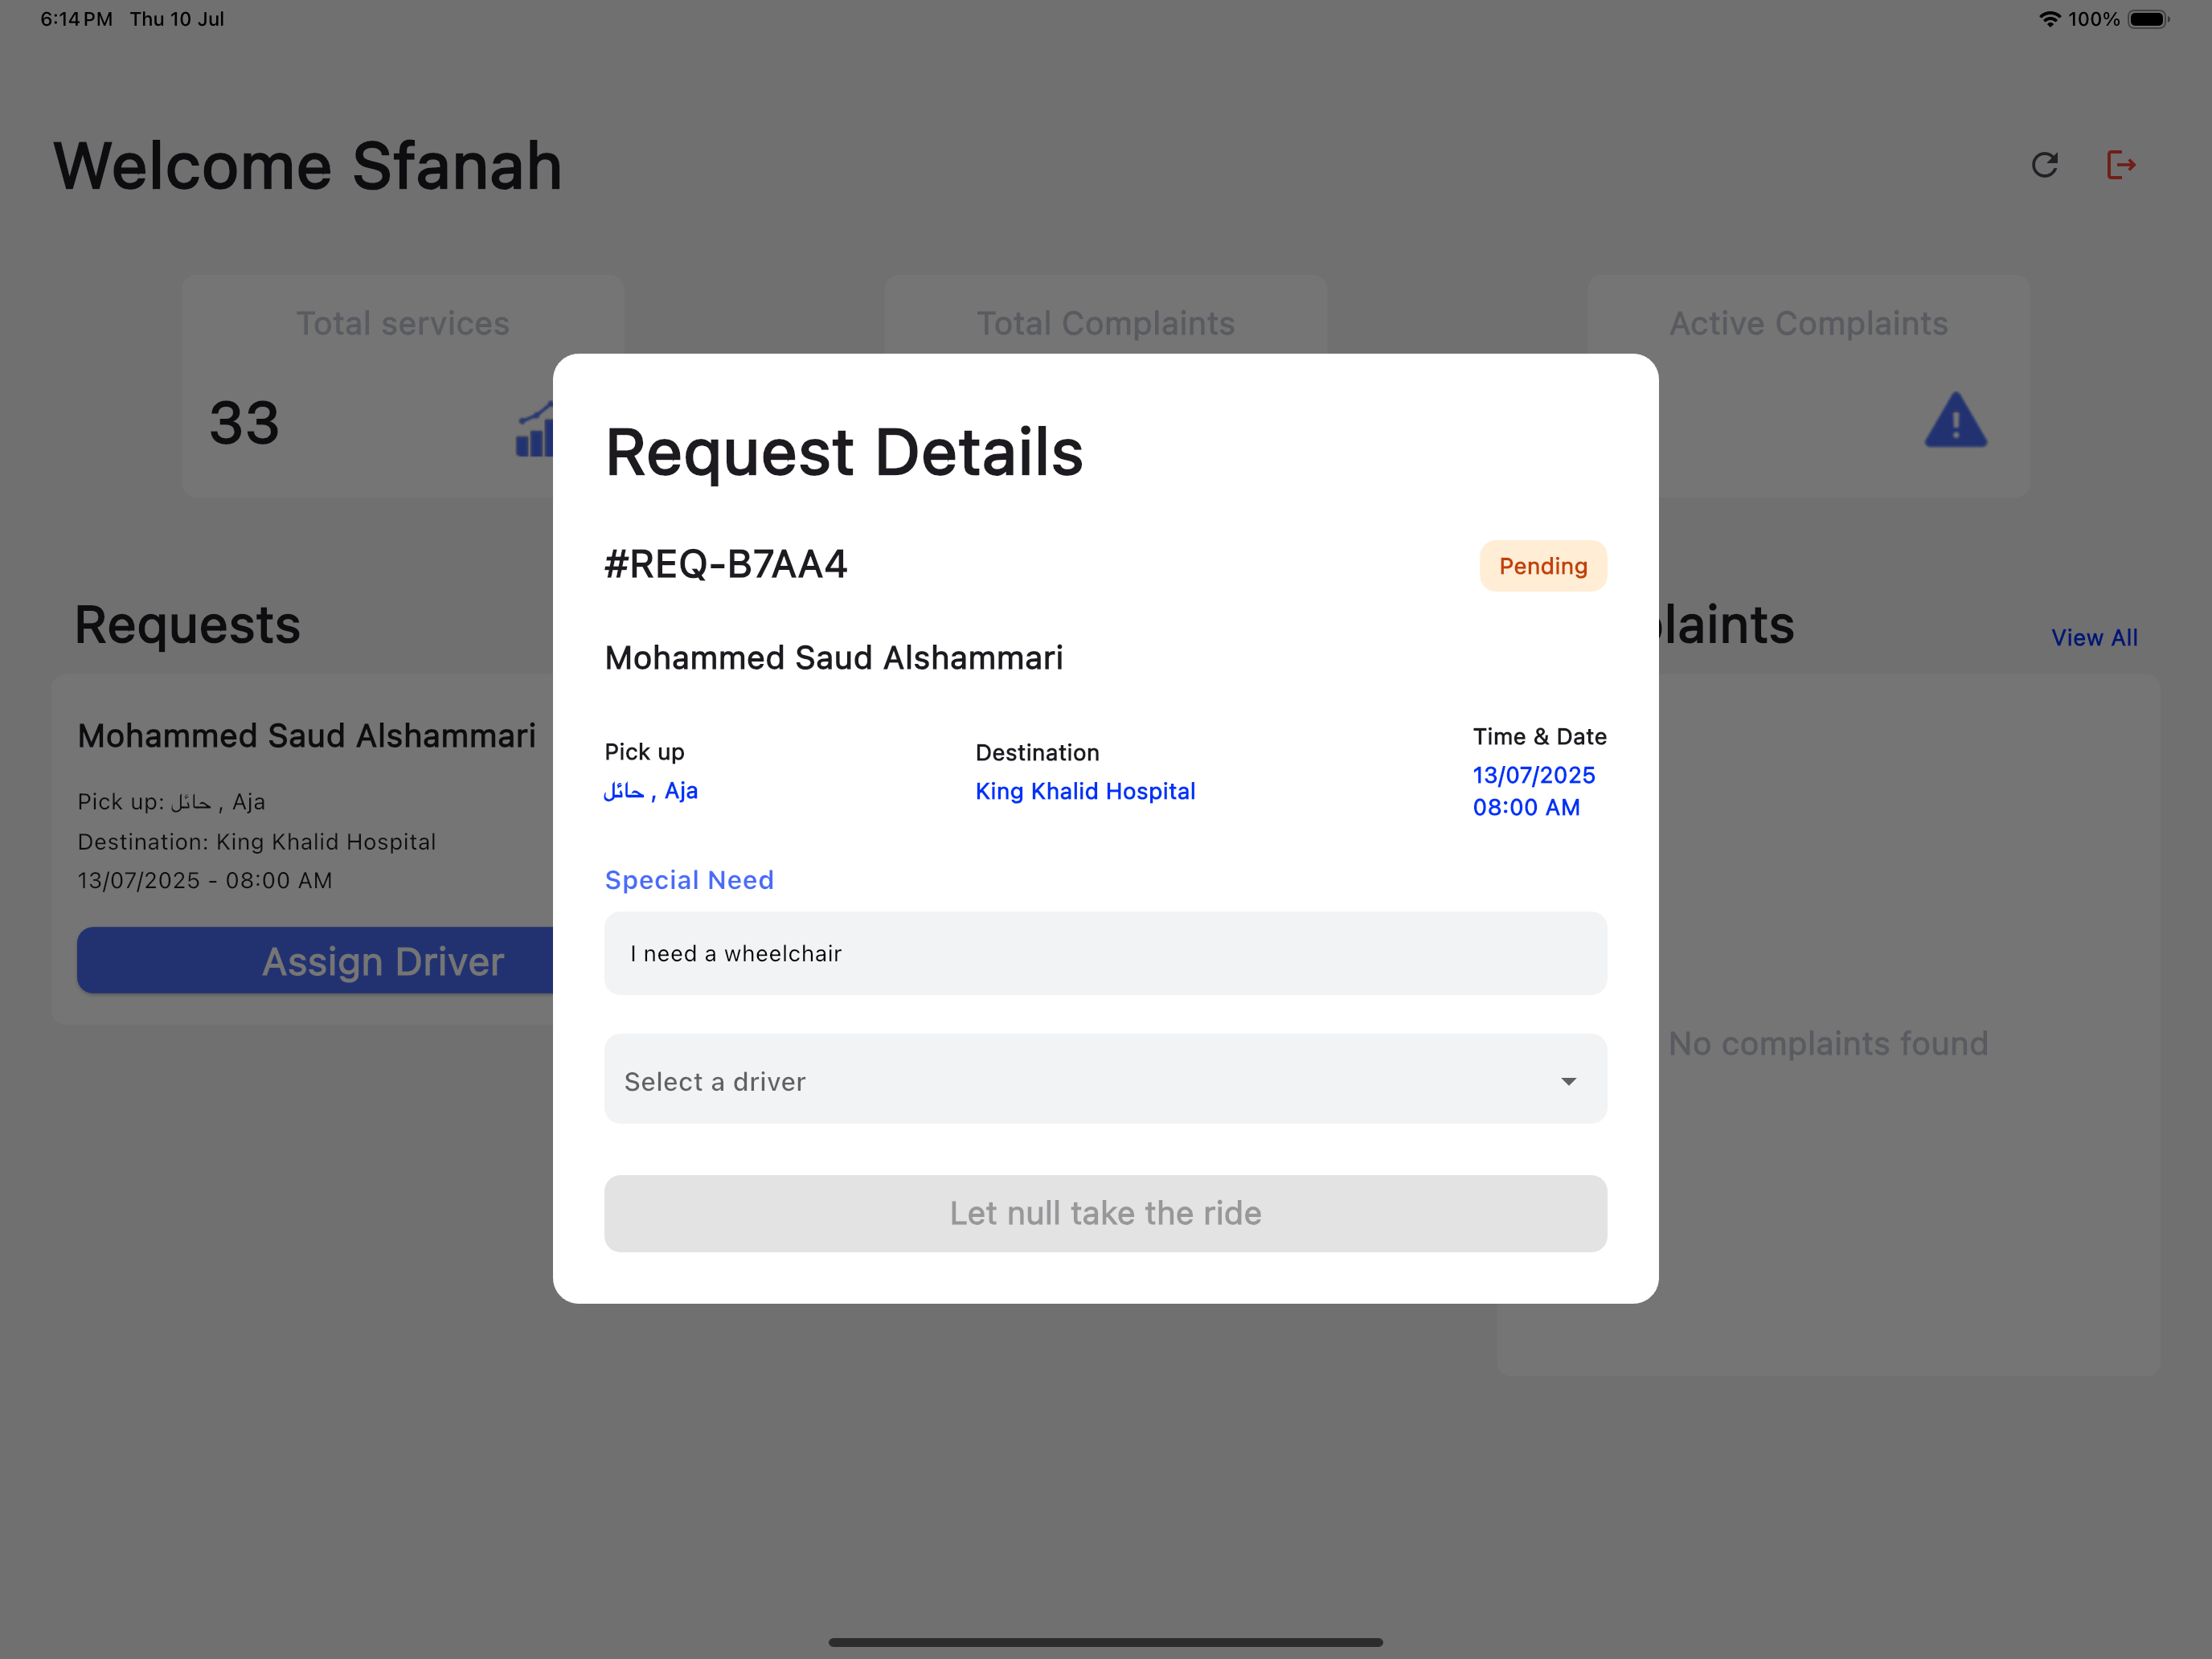 6:14 PM Thu 10 Jul
100%
Welcome Sfanah
Total services
33
Total Complaints
Active Complaints
Requests
Mohammed Saud Alshammari
Pick up: حائل , Aja
Destination: King Khalid Hospital
13/07/2025 - 08:00 AM
Assign Driver
Request Details
#REQ-B7AA4
Pending
Mohammed Saud Alshammari
Pick up
حائل , Aja
Destination
King Khalid Hospital
Time & Date
13/07/2025
08:00 AM
Special Need
I need a wheelchair
Select a driver
Let null take the ride
laints
View All
No complaints found